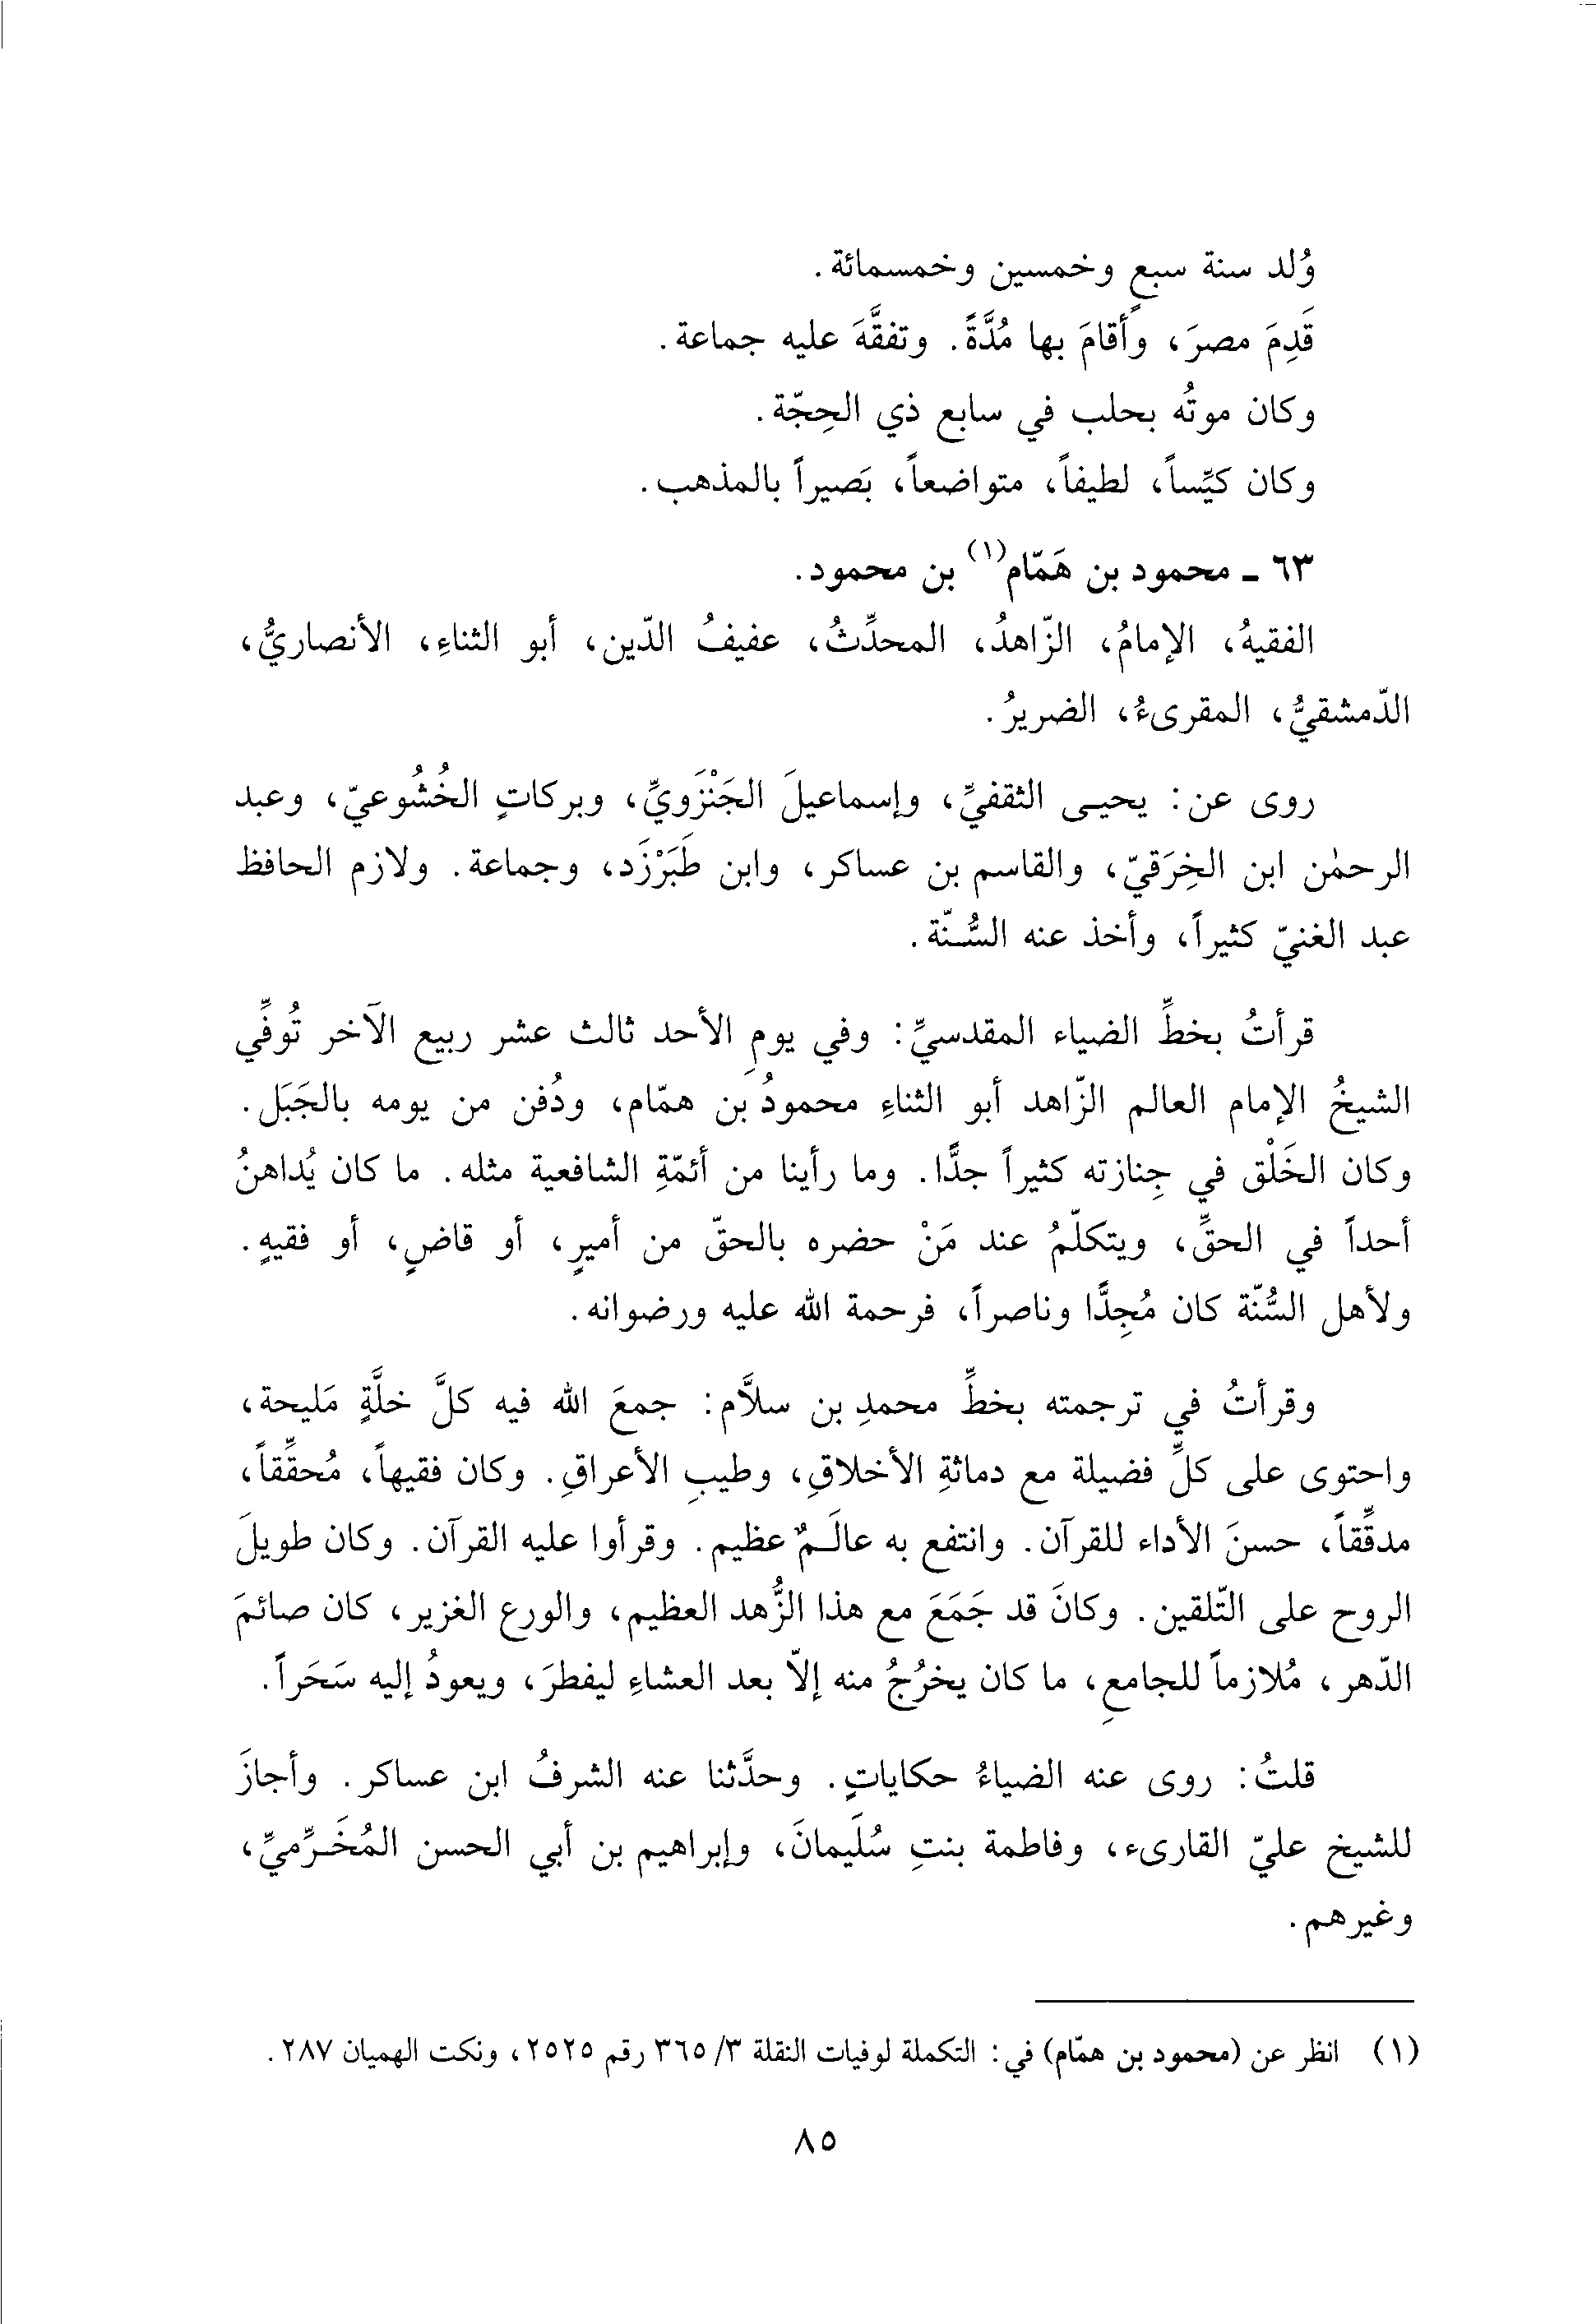 وُلد سنة سبعٍ وخمسين وخمسمائة.
قَدِمَ مصرَ، وأقامَ بها مُدَّةً. وتفقَّهَ عليه جماعة.
وكان موتُه بحلب في سابع ذي الحِجّة.
وكان كيِّساً، لطيفاً، متواضعاً، بَصيراً بالمذهب.
٦٣ ـ محمود بن هَمّام(١) بن محمود.
الفقيهُ، الإمامُ، الزّاهدُ، المحدِّثُ، عفيفُ الدّين، أبو الثناءِ، الأنصاريُّ،
الدّمشقيُّ، المقرىءُ، الضريرُ.
روى عن: يحيـى الثقفيِّ، وإسماعيلَ الجَنْزَويِّ، وبركاتٍ الخُشُوعيّ، وعبد
الرحمٰن ابن الخِرَقيّ، والقاسم بن عساكر، وابن طَبَرْزَد، وجماعة. ولازم الحافظ
عبد الغنيّ كثيراً، وأخذ عنه السُّـنّة.
قرأتُ بخطِّ الضياء المقدسيِّ: وفي يومِ الأحد ثالث عشر ربيع الآخر تُوفِّي
الشيخُ الإمام العالم الزّاهد أبو الثناءِ محمودُ بن همّام، ودُفن من يومه بالجَبَل.
وكان الخَلْق في جِنازته كثيراً جدًّا. وما رأينا من أئمّةِ الشافعية مثله. ما كان يُداهنُ
أحداً في الحقِّ، ويتكلّمُ عند مَنْ حضره بالحقّ من أميرٍ، أو قاضٍ، أو فقيهٍ.
ولأهل السُّنّة كان مُجِدًّا وناصراً، فرحمة الله عليه ورضوانه.
وقرأتُ في ترجمته بخطِّ محمدِ بن سلاَّم: جمعَ الله فيه كلَّ خلَّةٍ مَليحة،
واحتوى على كلِّ فضيلة مع دماثةِ الأخلاقِ، وطيبِ الأعراقِ. وكان فقيهاً، مُحقِّقاً،
مدقِّقاً، حسنَ الأداء للقرآن. وانتفع به عالَـمٌ عظيم. وقرأوا عليه القرآن. وكان طويلَ
الروح على التّلقين. وكانَ قد جَمَعَ مع هذا الزُّهد العظيم، والورع الغزير، كان صائمَ
الدّهر، مُلازماً للجامعِ، ما كان يخرُجُ منه إلاّ بعد العشاءِ ليفطرَ، ويعودُ إليه سَحَراً.
قلتُ: روى عنه الضياءُ حكاياتٍ. وحدَّثنا عنه الشرفُ ابن عساكر. وأجازَ
للشيخ عليّ القارىء، وفاطمة بنتِ سُلَيمانَ، وإبراهيم بن أبي الحسن المُخَـرِّميِّ،
وغيرهم.
(١) انظر عن (محمود بن همّام) في: التكملة لوفيات النقلة ٣/ ٣٦٥ رقم ٢٥٢٥، ونكت الهميان ٢٨٧.
٨٥